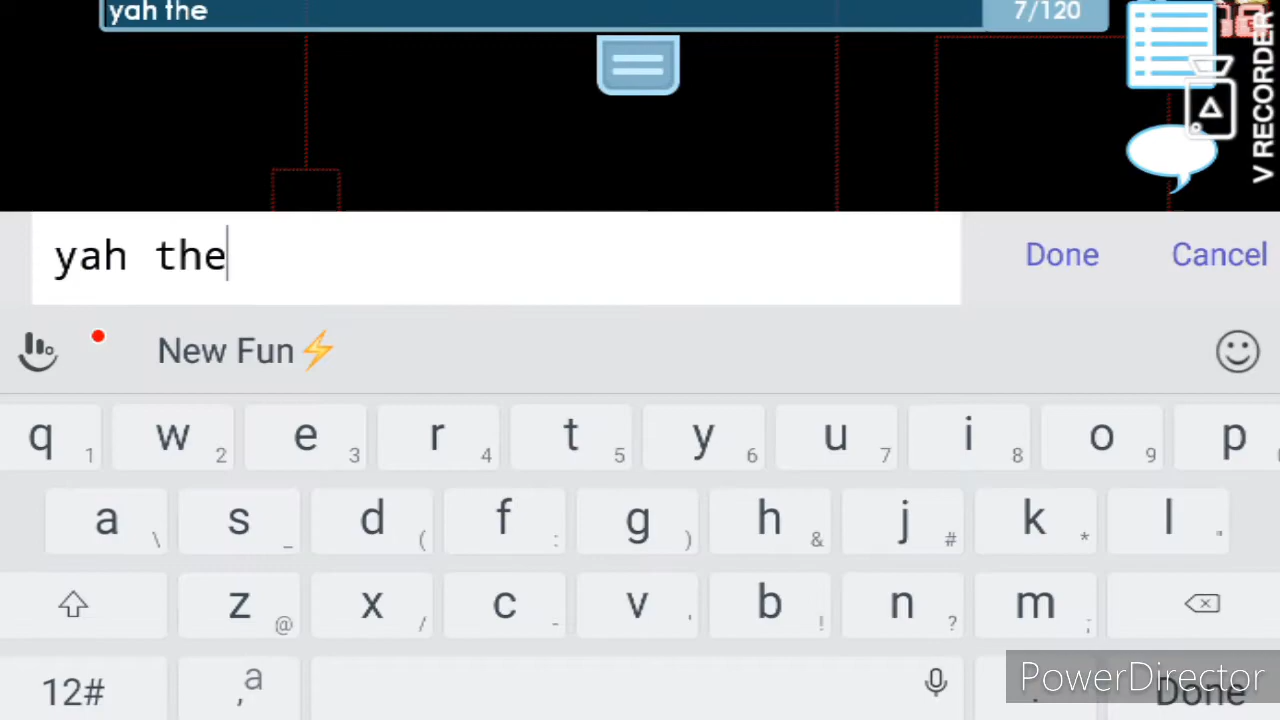 yah the
7/120
V RECORDER
yah the
Done
Cancel
New Fun⚡
q 1 w 2 e 3 r 4 t 5 y 6 u 7 i 8 o 9 p
a \ s _ d ( f : g ) h & j # k * l "
z @ x / c - v ' b ! n ? m ;
12# , a . Done
PowerDirector